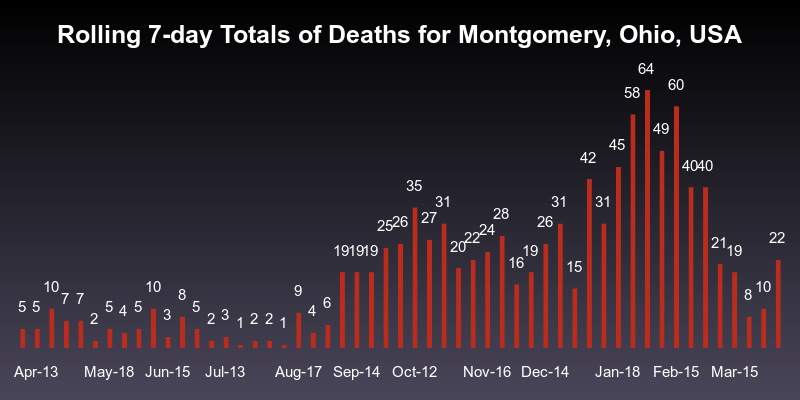 Rolling 7-day Totals of Deaths for Montgomery, Ohio, USA
5 5 10 7 7 2 5 4 5 10 3 8 5 2 3 1 2 2 1 9 4 6 19 19 19 25 26 35 27 31 20 22 24 28 16 19 26 31 15 42 31 45 58 64 49 60 40 40 21 19 8 10 22
Apr-13 May-18 Jun-15 Jul-13 Aug-17 Sep-14 Oct-12 Nov-16 Dec-14 Jan-18 Feb-15 Mar-15